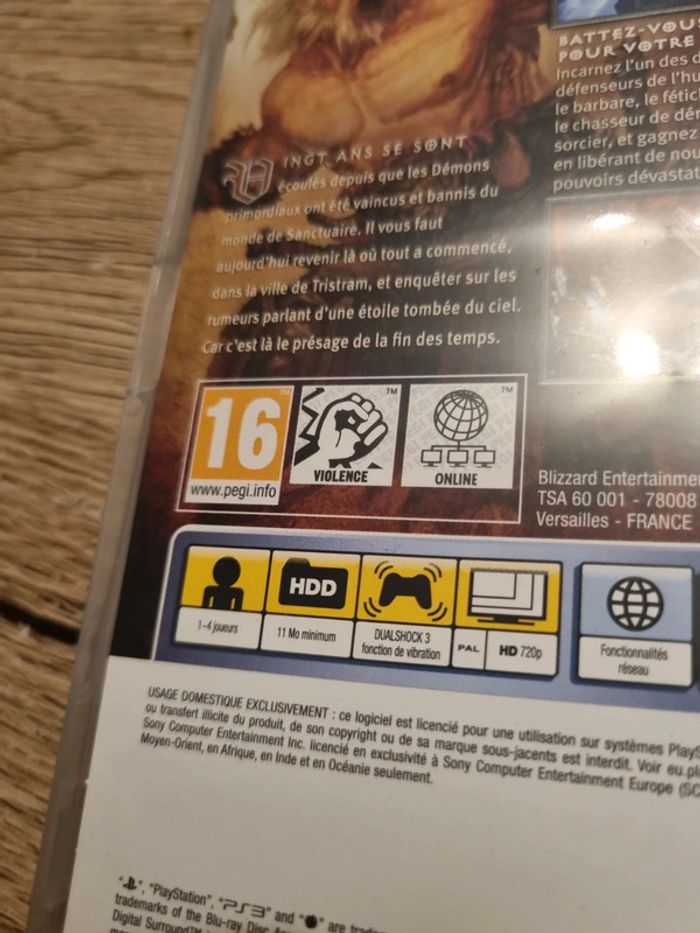 BATTEZ-VOUS
POUR VOTRE
Incarnez l'un des
défenseurs de l'hu
le barbare, le fétic
le chasseur de dé
sorcier, et gagnez
en libérant de nou
pouvoirs dévastat
VINGT ANS SE SONT
écoulés depuis que les Démons
primordiaux ont été vaincus et bannis du
monde de Sanctuaire. Il vous faut
aujourd'hui revenir là où tout a commencé,
dans la ville de Tristram, et enquêter sur les
rumeurs parlant d'une étoile tombée du ciel.
Car c'est là le présage de la fin des temps.
16
www.pegi.info
VIOLENCE
TM
ONLINE
TM
Blizzard Entertainme
TSA 60 001 - 78008
Versailles - FRANCE
HDD
1-4 joueurs
11 Mo minimum
DUALSHOCK 3
fonction de vibration
PAL
HD 720p
Fonctionnalités
réseau
USAGE DOMESTIQUE EXCLUSIVEMENT : ce logiciel est licencié pour une utilisation sur systèmes PlayS
ou transfert illicite du produit, de son copyright ou de sa marque sous-jacents est interdit. Voir eu.pl
Sony Computer Entertainment Inc. licencié en exclusivité à Sony Computer Entertainment Europe (SC
Moyen-Orient, en Afrique, en Inde et en Océanie seulement.
"PlayStation", "PS3" and "●" are trad
trademarks of the Blu-ray Disc
Digital Surround™